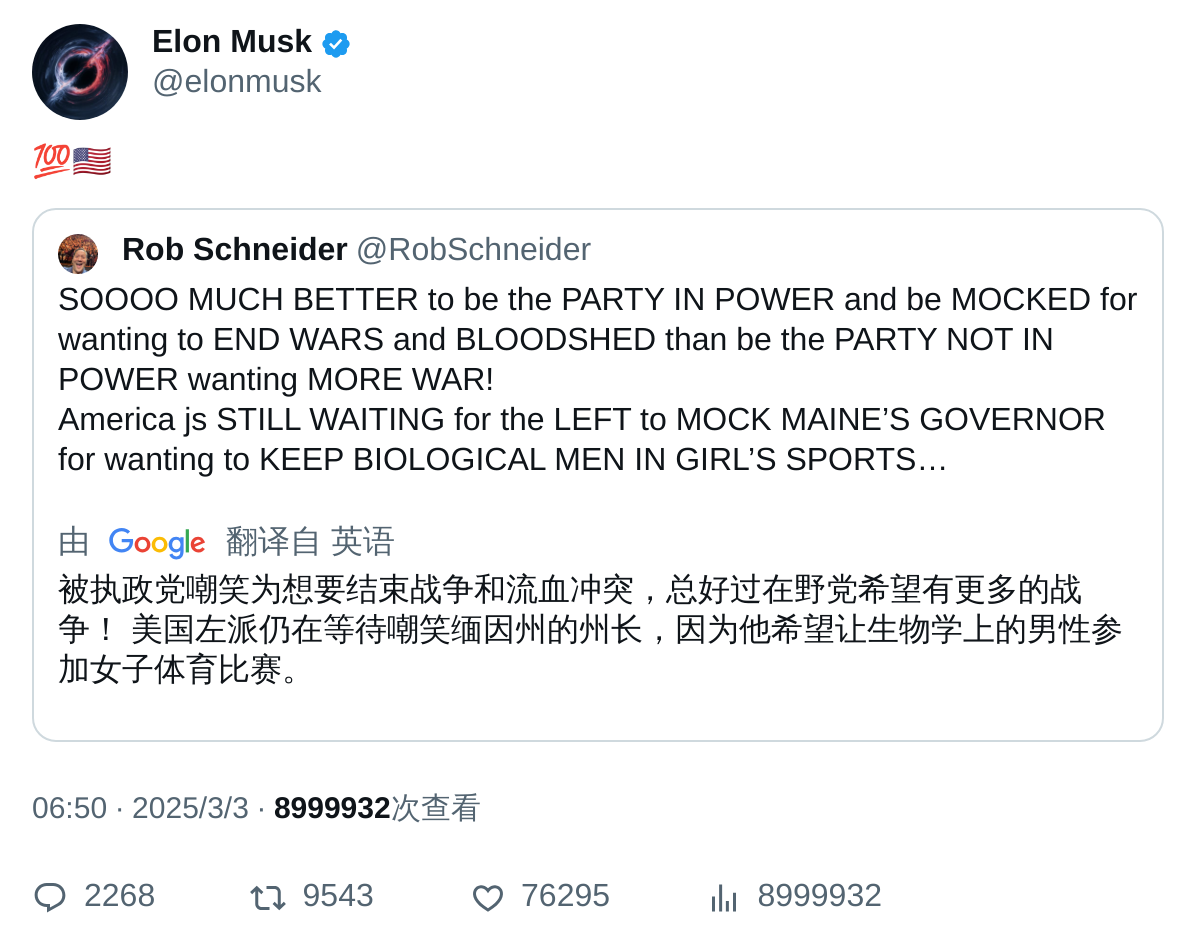 Elon Musk
@elonmusk
💯🇺🇸
Rob Schneider @RobSchneider
SOOOO MUCH BETTER to be the PARTY IN POWER and be MOCKED for
wanting to END WARS and BLOODSHED than be the PARTY NOT IN
POWER wanting MORE WAR!
America js STILL WAITING for the LEFT to MOCK MAINE’S GOVERNOR
for wanting to KEEP BIOLOGICAL MEN IN GIRL’S SPORTS…
由 Google 翻译自 英语
被执政党嘲笑为想要结束战争和流血冲突，总好过在野党希望有更多的战
争！ 美国左派仍在等待嘲笑缅因州的州长，因为他希望让生物学上的男性参
加女子体育比赛。
06:50 · 2025/3/3 · 8999932次查看
2268 9543 76295 8999932